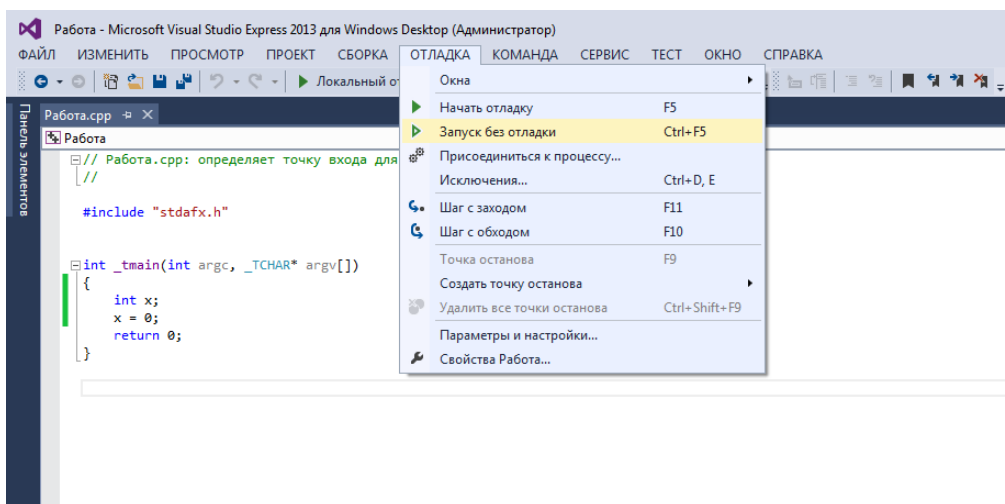 Работа - Microsoft Visual Studio Express 2013 для Windows Desktop (Администратор)
ФАЙЛ ИЗМЕНИТЬ ПРОСМОТР ПРОЕКТ СБОРКА ОТЛАДКА КОМАНДА СЕРВИС ТЕСТ ОКНО СПРАВКА
Локальный
Панель элементов
Работа.cpp
Работа
// Работа.cpp: определяет точку входа для
//
#include "stdafx.h"
int _tmain(int argc, _TCHAR* argv[])
{
int x;
x = 0;
return 0;
}
Окна
Начать отладку F5
Запуск без отладки Ctrl+F5
Присоединиться к процессу...
Исключения... Ctrl+D, E
Шаг с заходом F11
Шаг с обходом F10
Точка останова F9
Создать точку останова
Удалить все точки останова Ctrl+Shift+F9
Параметры и настройки...
Свойства Работа...